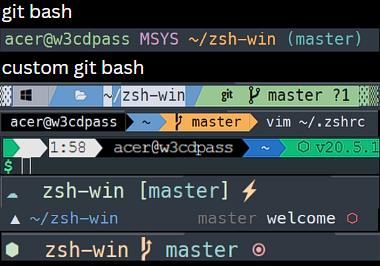 git bash
acer@w3cdpass MSYS ~/zsh-win (master)
custom git bash
~/zsh-win git master ?1
acer@w3cdpass ~ master vim ~/.zshrc
1:58 acer@w3cdpass ~ v20.5.1
$
zsh-win [master]
~/zsh-win master welcome
zsh-win master